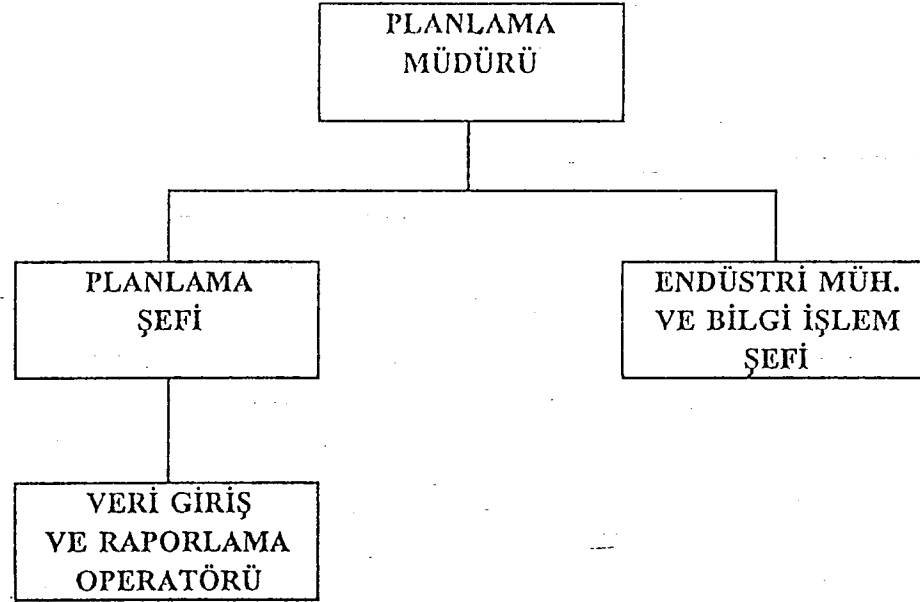 PLANLAMA
MÜDÜRÜ
PLANLAMA
ŞEFİ
ENDÜSTRİ MÜH.
VE BİLGİ İŞLEM
ŞEFİ
VERİ GİRİŞ
VE RAPORLAMA
OPERATÖRÜ